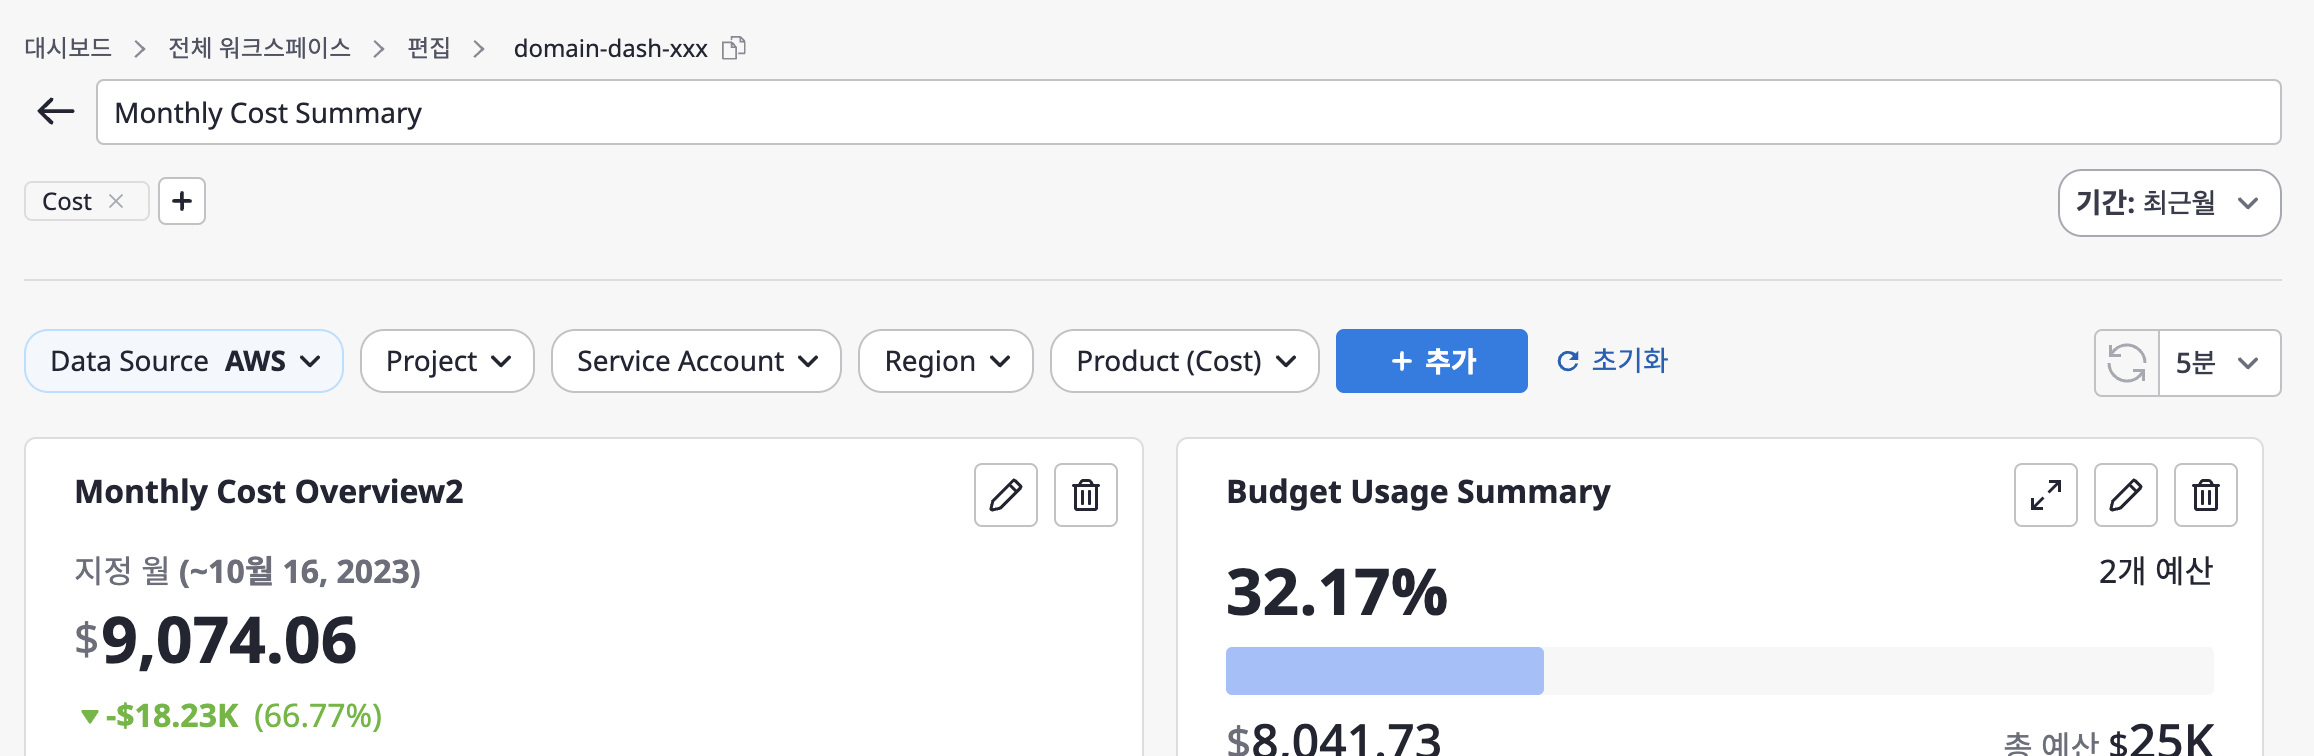 대시보드 전체 워크스페이스 편집 domain-dash-xxx
Monthly Cost Summary
Cost
기간: 최근월
Data Source AWS Project Service Account Region Product (Cost) + 추가 초기화 5분
Monthly Cost Overview2
지정 월 (~10월 16, 2023)
$9,074.06
-$18.23K (66.77%)
Budget Usage Summary
32.17%
2개 예산
$8,041.73 총 예산 $25K